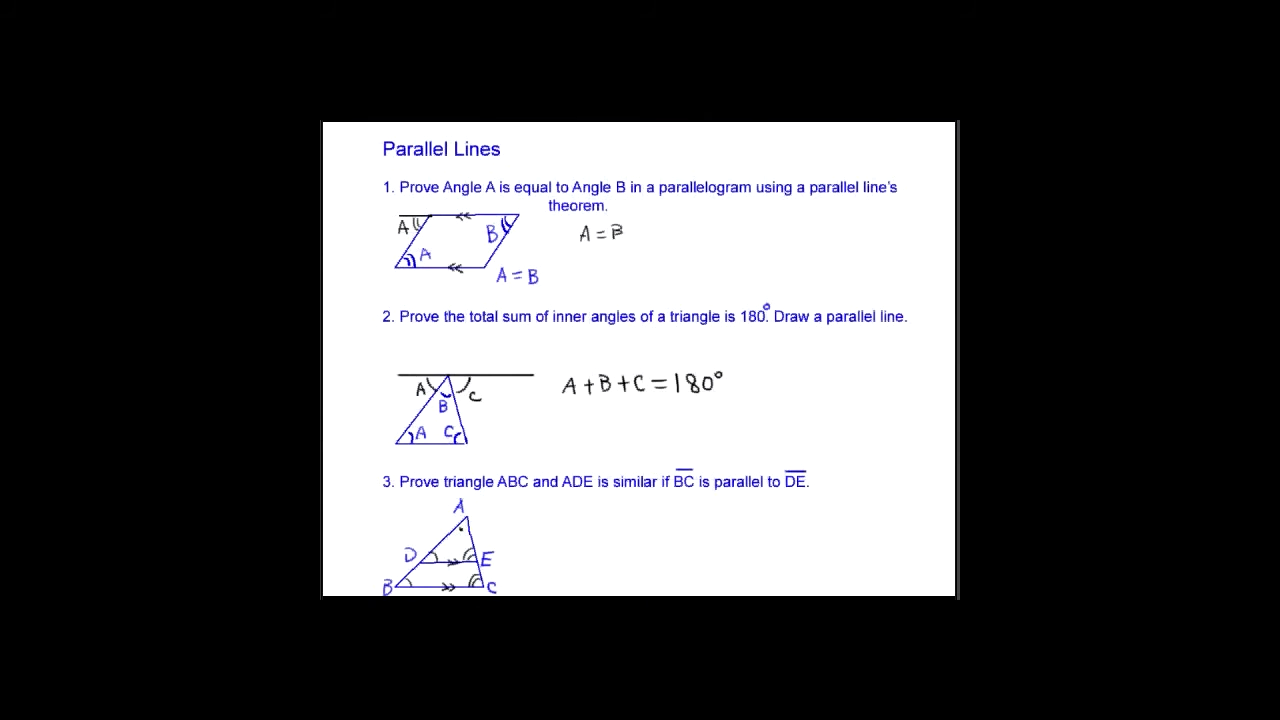 Parallel Lines
1. Prove Angle A is equal to Angle B in a parallelogram using a parallel line's
theorem.
A
B
A = B
A
A = B
2. Prove the total sum of inner angles of a triangle is 180°. Draw a parallel line.
A
C
A + B + C = 180°
B
A C
3. Prove triangle ABC and ADE is similar if B̅C̅ is parallel to D̅E̅.
A
D
E
B
C